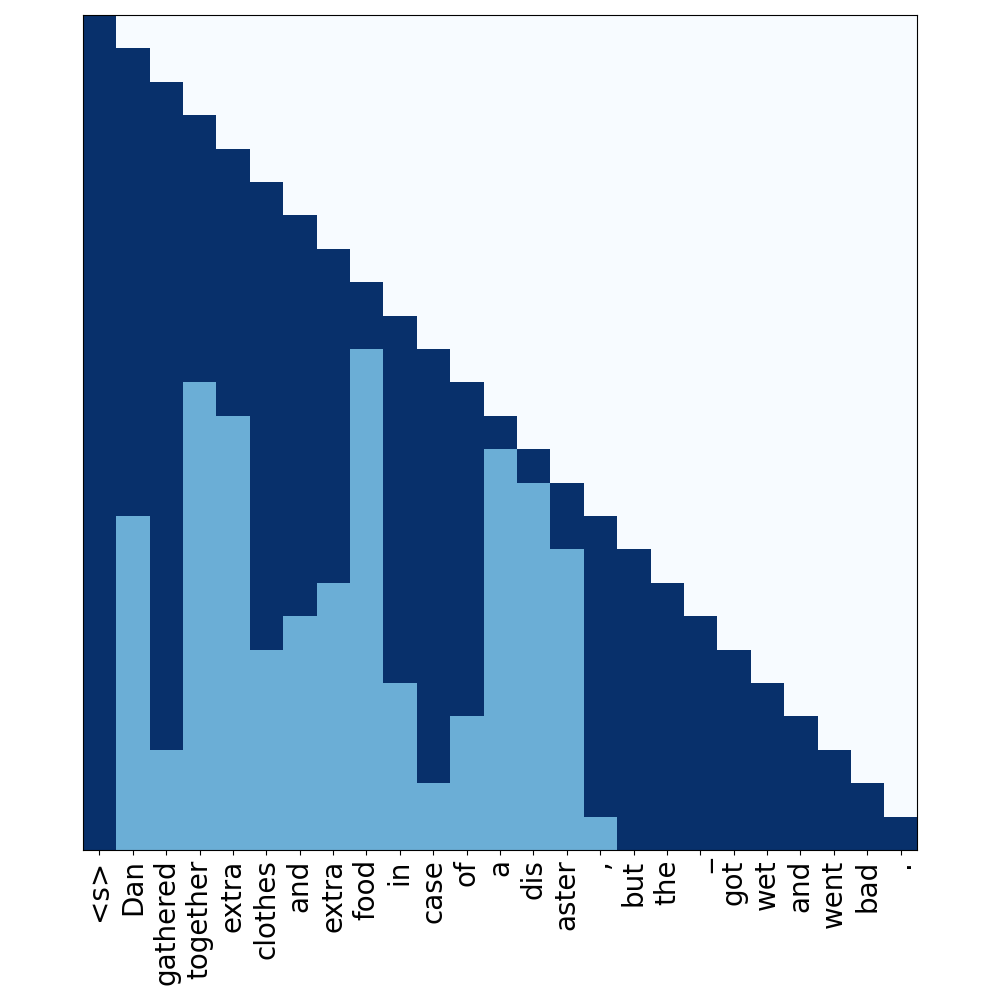 <s> Dan gathered together extra clothes and extra food in case of a dis aster , but the _ got wet and went bad .